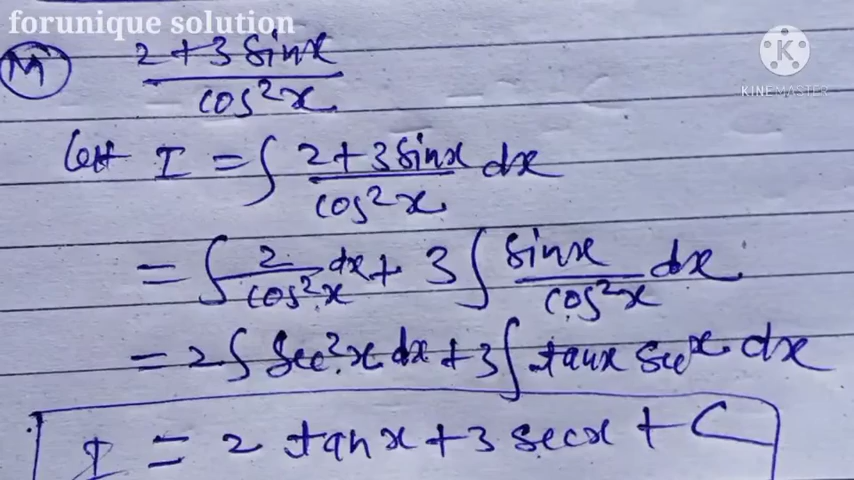 forunique solution
M 2 + 3 sinx / cos²x
KINEMASTER
Let I = ∫ 2 + 3 sinx / cos²x dx
= ∫ 2 / cos²x dx + 3 ∫ sinx / cos²x dx
= 2 ∫ sec²x dx + 3 ∫ tanx secx dx
I = 2 tanx + 3 secx + C